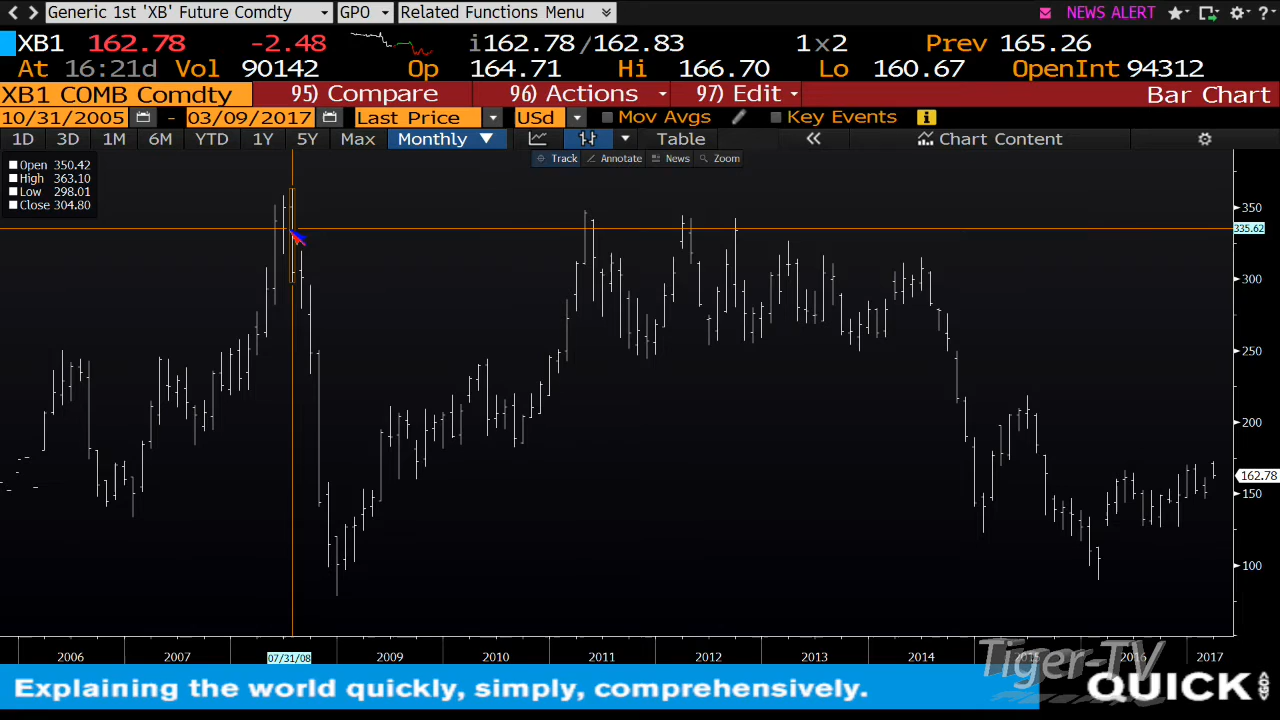 Generic 1st 'XB' Future Comdty GPO Related Functions Menu NEWS ALERT ?
XB1 162.78 -2.48 i162.78 /162.83 1 x 2 Prev 165.26
At 16:21d Vol 90142 Op 164.71 Hi 166.70 Lo 160.67 OpenInt 94312
XB1 COMB Comdty 95) Compare 96) Actions 97) Edit Bar Chart
10/31/2005 - 03/09/2017 Last Price USd Mov Avgs Key Events i
1D 3D 1M 6M YTD 1Y 5Y Max Monthly Table « Chart Content
Track Annotate News Zoom
Open 350.42
High 363.10
Low 298.01
Close 304.80
350
335.62
300
250
200
162.78
150
100
2006 2007 07/31/08 2009 2010 2011 2012 2013 2014 2015 2016 2017
Tiger-TV
Explaining the world quickly, simply, comprehensively. QUICK GO